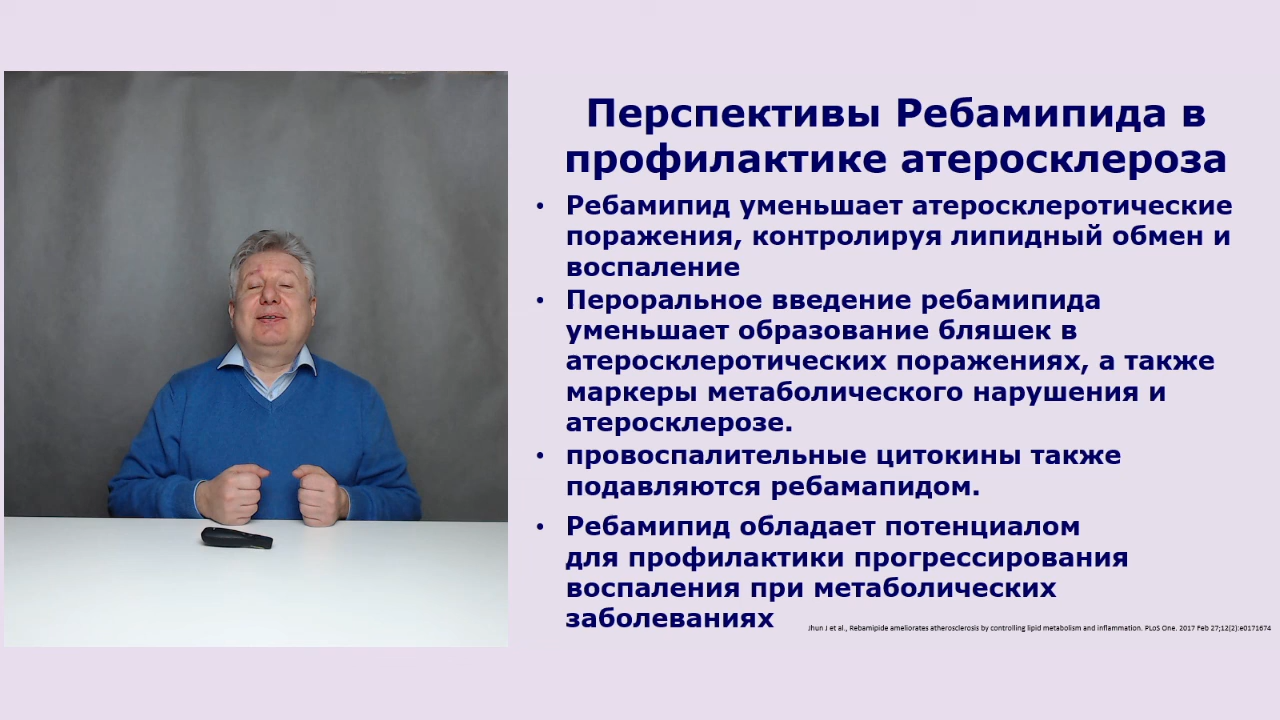 Перспективы Ребамипида в
профилактике атеросклероза
• Ребамипид уменьшает атеросклеротические
поражения, контролируя липидный обмен и
воспаление
• Пероральное введение ребамипида
уменьшает образование бляшек в
атеросклеротических поражениях, а также
маркеры метаболического нарушения и
атеросклерозе.
• провоспалительные цитокины также
подавляются ребамапидом.
• Ребамипид обладает потенциалом
для профилактики прогрессирования
воспаления при метаболических
заболеваниях
Jhun J et al., Rebamipide ameliorates atherosclerosis by controlling lipid metabolism and inflammation. PLoS One. 2017 Feb 27;12(2):e0171674